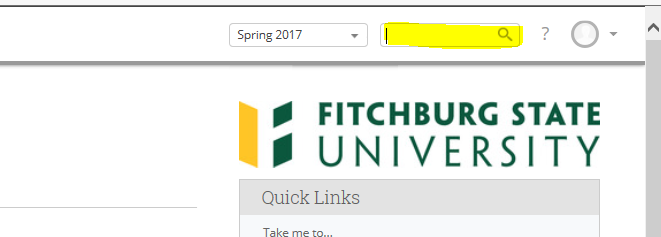 Spring 2017
?
FITCHBURG STATE
UNIVERSITY
Quick Links
Take me to...